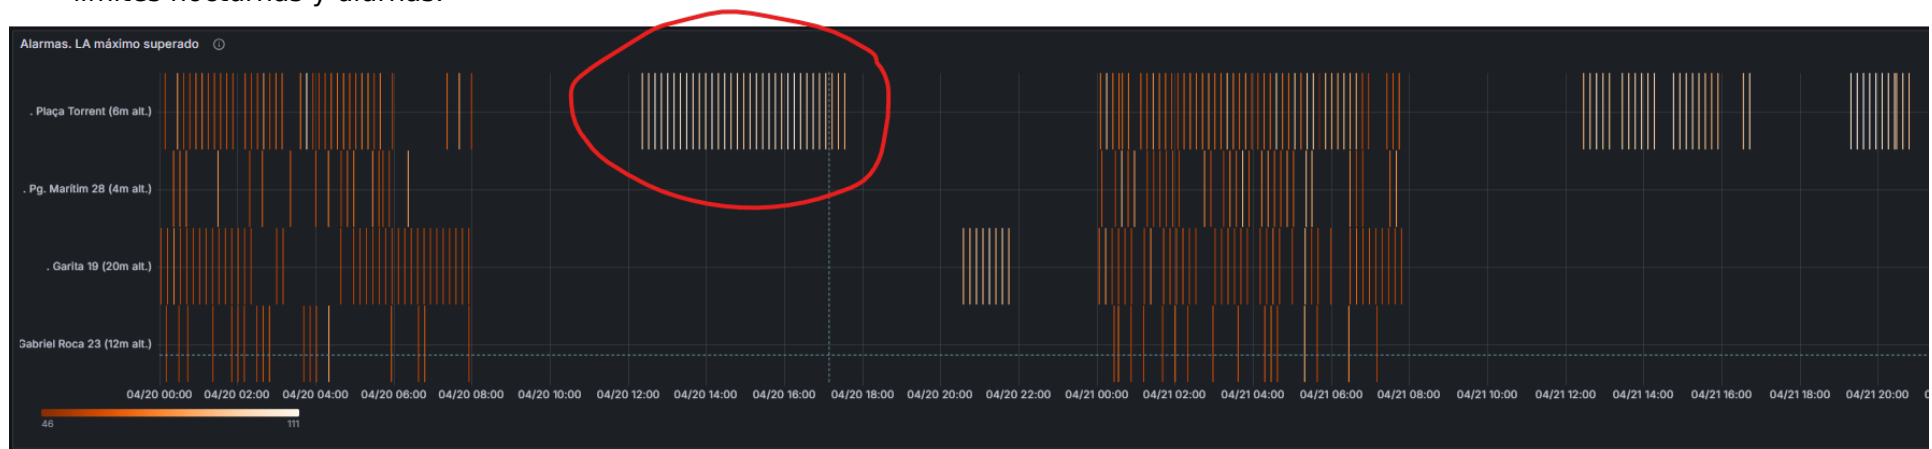 límites nocturnas y diurnas.
Alarmas. LA máximo superado
. Plaça Torrent (6m alt.)
. Pg. Marítim 28 (4m alt.)
. Garita 19 (20m alt.)
Gabriel Roca 23 (12m alt.)
04/20 00:00 04/20 02:00 04/20 04:00 04/20 06:00 04/20 08:00 04/20 10:00 04/20 12:00 04/20 14:00 04/20 16:00 04/20 18:00 04/20 20:00 04/20 22:00 04/21 00:00 04/21 02:00 04/21 04:00 04/21 06:00 04/21 08:00 04/21 10:00 04/21 12:00 04/21 14:00 04/21 16:00 04/21 18:00 04/21 20:00
46 111